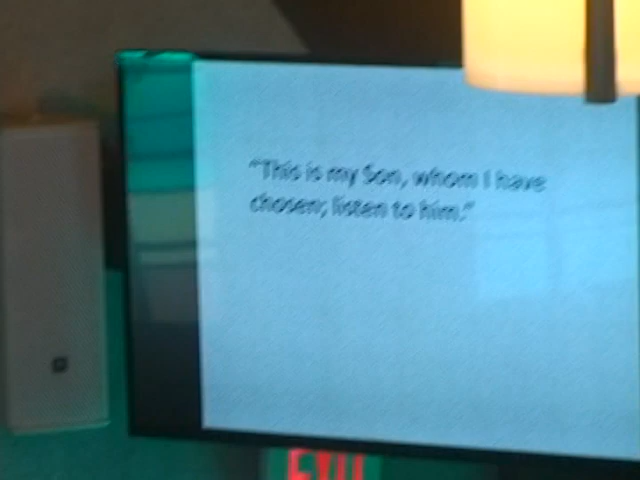 “This is my Son, whom I have
chosen; listen to him.”
EXIT